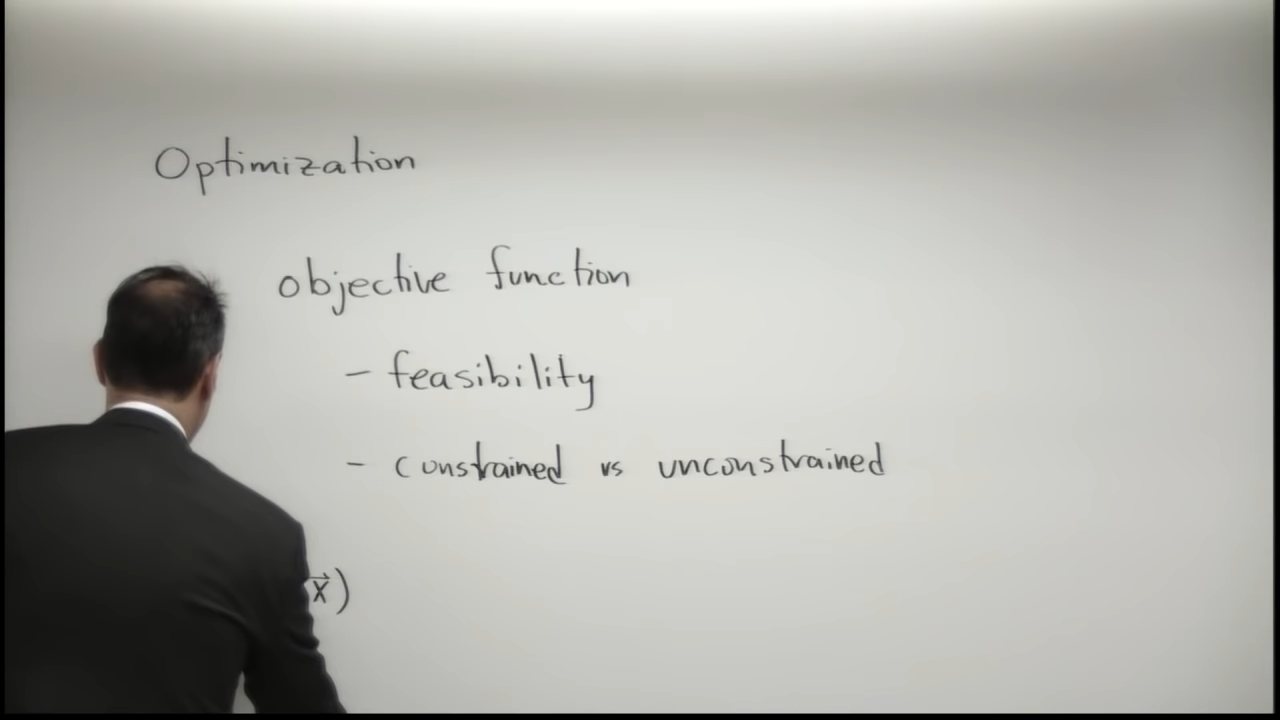 Optimization
objective function
- feasibility
- constrained vs unconstrained
x⃗)